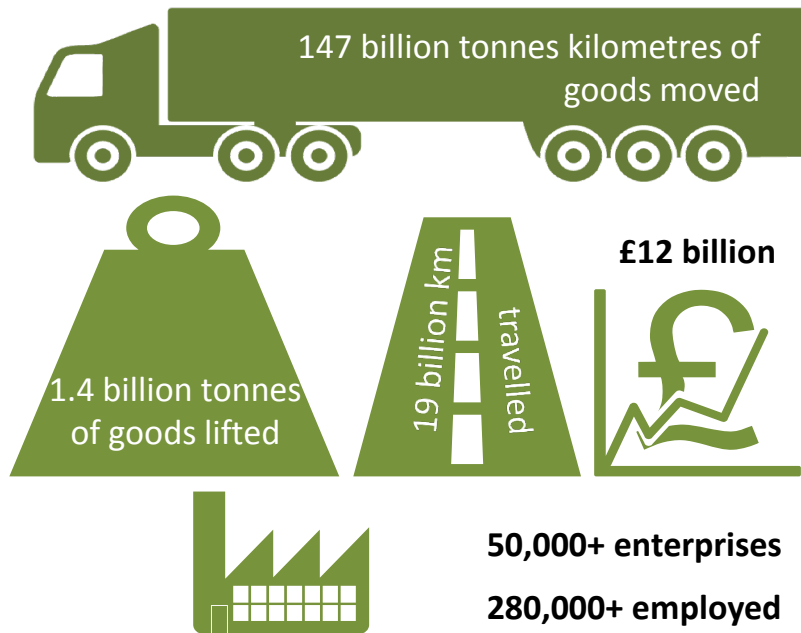 147 billion tonnes kilometres of
goods moved
1.4 billion tonnes
of goods lifted
19 billion km
travelled
£12 billion
£
50,000+ enterprises
280,000+ employed